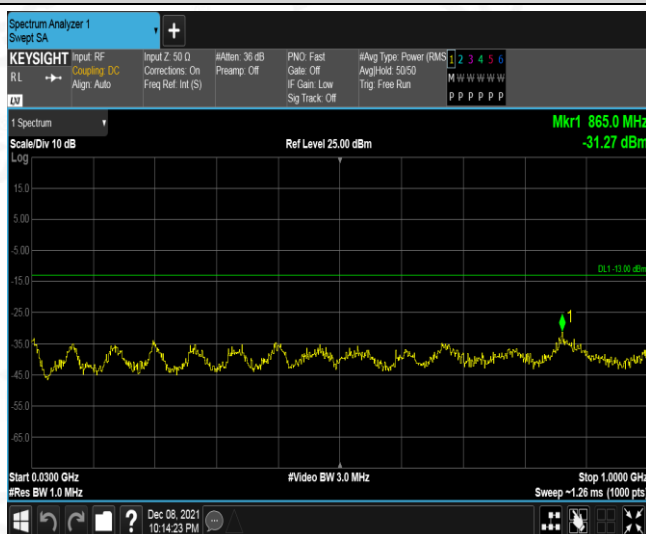 Spectrum Analyzer 1
Swept SA
+
KEYSIGHT
RL
LXI
Input: RF
Coupling: DC
Align: Auto
Input Z: 50 Ω
Corrections: On
Freq Ref: Int (S)
#Atten: 36 dB
Preamp: Off
PNO: Fast
Gate: Off
IF Gain: Low
Sig Track: Off
#Avg Type: Power (RMS
Avg|Hold: 50/50
Trig: Free Run
1 2 3 4 5 6
M W W W W W
P P P P P P
1 Spectrum
Scale/Div 10 dB
Log
Ref Level 25.00 dBm
Mkr1 865.0 MHz
-31.27 dBm
15.0
5.00
-5.00
DL1 -13.00 dBm
-15.0
-25.0
1
-35.0
-45.0
-55.0
-65.0
Start 0.0300 GHz
#Res BW 1.0 MHz
#Video BW 3.0 MHz
Stop 1.0000 GHz
Sweep ~1.26 ms (1000 pts)
?
Dec 08, 2021
10:14:23 PM